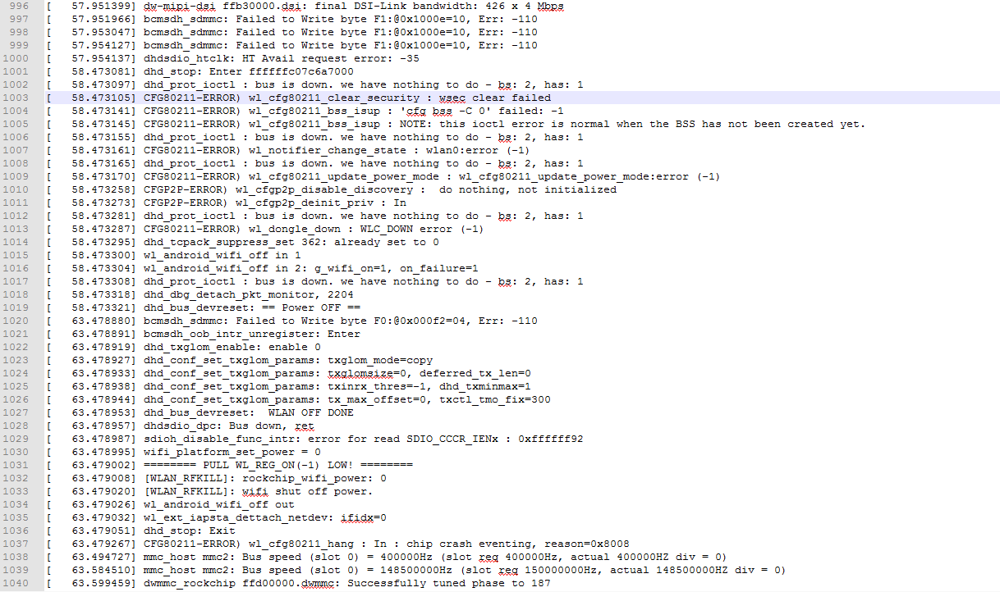 996 [   57.951399] dw-mipi-dsi ffb30000.dsi: final DSI-Link bandwidth: 426 x 4 Mbps
997 [   57.951966] bcmsdh_sdmmc: Failed to Write byte F1:@0x1000e=10, Err: -110
998 [   57.953047] bcmsdh_sdmmc: Failed to Write byte F1:@0x1000e=10, Err: -110
999 [   57.954127] bcmsdh_sdmmc: Failed to Write byte F1:@0x1000e=10, Err: -110
1000 [   57.954137] dhdsdio_htclk: HT Avail request error: -35
1001 [   58.473081] dhd_stop: Enter ffffffc07c6a7000
1002 [   58.473097] dhd_prot_ioctl : bus is down. we have nothing to do - bs: 2, has: 1
1003 [   58.473105] CFG80211-ERROR) wl_cfg80211_clear_security : wsec clear failed
1004 [   58.473141] CFG80211-ERROR) wl_cfg80211_bss_isup : 'cfg bss -C 0' failed: -1
1005 [   58.473145] CFG80211-ERROR) wl_cfg80211_bss_isup : NOTE: this ioctl error is normal when the BSS has not been created yet.
1006 [   58.473155] dhd_prot_ioctl : bus is down. we have nothing to do - bs: 2, has: 1
1007 [   58.473161] CFG80211-ERROR) wl_notifier_change_state : wlan0:error (-1)
1008 [   58.473165] dhd_prot_ioctl : bus is down. we have nothing to do - bs: 2, has: 1
1009 [   58.473170] CFG80211-ERROR) wl_cfg80211_update_power_mode : wl_cfg80211_update_power_mode:error (-1)
1010 [   58.473258] CFGP2P-ERROR) wl_cfgp2p_disable_discovery :  do nothing, not initialized
1011 [   58.473273] CFGP2P-ERROR) wl_cfgp2p_deinit_priv : In
1012 [   58.473281] dhd_prot_ioctl : bus is down. we have nothing to do - bs: 2, has: 1
1013 [   58.473287] CFG80211-ERROR) wl_dongle_down : WLC_DOWN error (-1)
1014 [   58.473295] dhd_tcpack_suppress_set 362: already set to 0
1015 [   58.473300] wl_android_wifi_off in 1
1016 [   58.473304] wl_android_wifi_off in 2: g_wifi_on=1, on_failure=1
1017 [   58.473308] dhd_prot_ioctl : bus is down. we have nothing to do - bs: 2, has: 1
1018 [   58.473318] dhd_dbg_detach_pkt_monitor, 2204
1019 [   58.473321] dhd_bus_devreset: == Power OFF ==
1020 [   63.478880] bcmsdh_sdmmc: Failed to Write byte F0:@0x000f2=04, Err: -110
1021 [   63.478891] bcmsdh_oob_intr_unregister: Enter
1022 [   63.478919] dhd_txglom_enable: enable 0
1023 [   63.478927] dhd_conf_set_txglom_params: txglom_mode=copy
1024 [   63.478933] dhd_conf_set_txglom_params: txglomsize=0, deferred_tx_len=0
1025 [   63.478938] dhd_conf_set_txglom_params: txinrx_thres=-1, dhd_txminmax=1
1026 [   63.478944] dhd_conf_set_txglom_params: tx_max_offset=0, txctl_tmo_fix=300
1027 [   63.478953] dhd_bus_devreset:  WLAN OFF DONE
1028 [   63.478957] dhdsdio_dpc: Bus down, ret
1029 [   63.478987] sdioh_disable_func_intr: error for read SDIO_CCCR_IENx : 0xffffff92
1030 [   63.478995] wifi_platform_set_power = 0
1031 [   63.479002] ======== PULL WL_REG_ON(-1) LOW! ========
1032 [   63.479008] [WLAN_RFKILL]: rockchip_wifi_power: 0
1033 [   63.479020] [WLAN_RFKILL]: wifi shut off power.
1034 [   63.479026] wl_android_wifi_off out
1035 [   63.479032] wl_ext_iapsta_dettach_netdev: ifidx=0
1036 [   63.479051] dhd_stop: Exit
1037 [   63.479267] CFG80211-ERROR) wl_cfg80211_hang : In : chip crash eventing, reason=0x8008
1038 [   63.494727] mmc_host mmc2: Bus speed (slot 0) = 400000Hz (slot req 400000Hz, actual 400000HZ div = 0)
1039 [   63.584510] mmc_host mmc2: Bus speed (slot 0) = 148500000Hz (slot req 150000000Hz, actual 148500000HZ div = 0)
1040 [   63.599459] dwmmc_rockchip ffd00000.dwmmc: Successfully tuned phase to 187